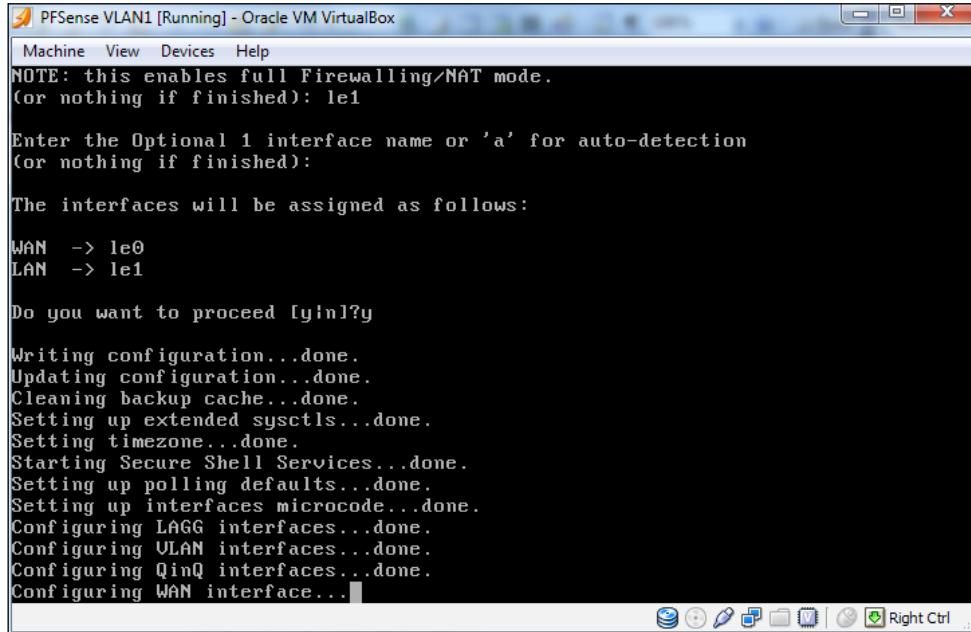 PFSense VLAN1 [Running] - Oracle VM VirtualBox
Machine View Devices Help
NOTE: this enables full Firewalling/NAT mode.
(or nothing if finished): le1
Enter the Optional 1 interface name or 'a' for auto-detection
(or nothing if finished):
The interfaces will be assigned as follows:
WAN -> le0
LAN -> le1
Do you want to proceed [y|n]?y
Writing configuration...done.
Updating configuration...done.
Cleaning backup cache...done.
Setting up extended sysctls...done.
Setting timezone...done.
Starting Secure Shell Services...done.
Setting up polling defaults...done.
Setting up interfaces microcode...done.
Configuring LAGG interfaces...done.
Configuring VLAN interfaces...done.
Configuring QinQ interfaces...done.
Configuring WAN interface...
Right Ctrl